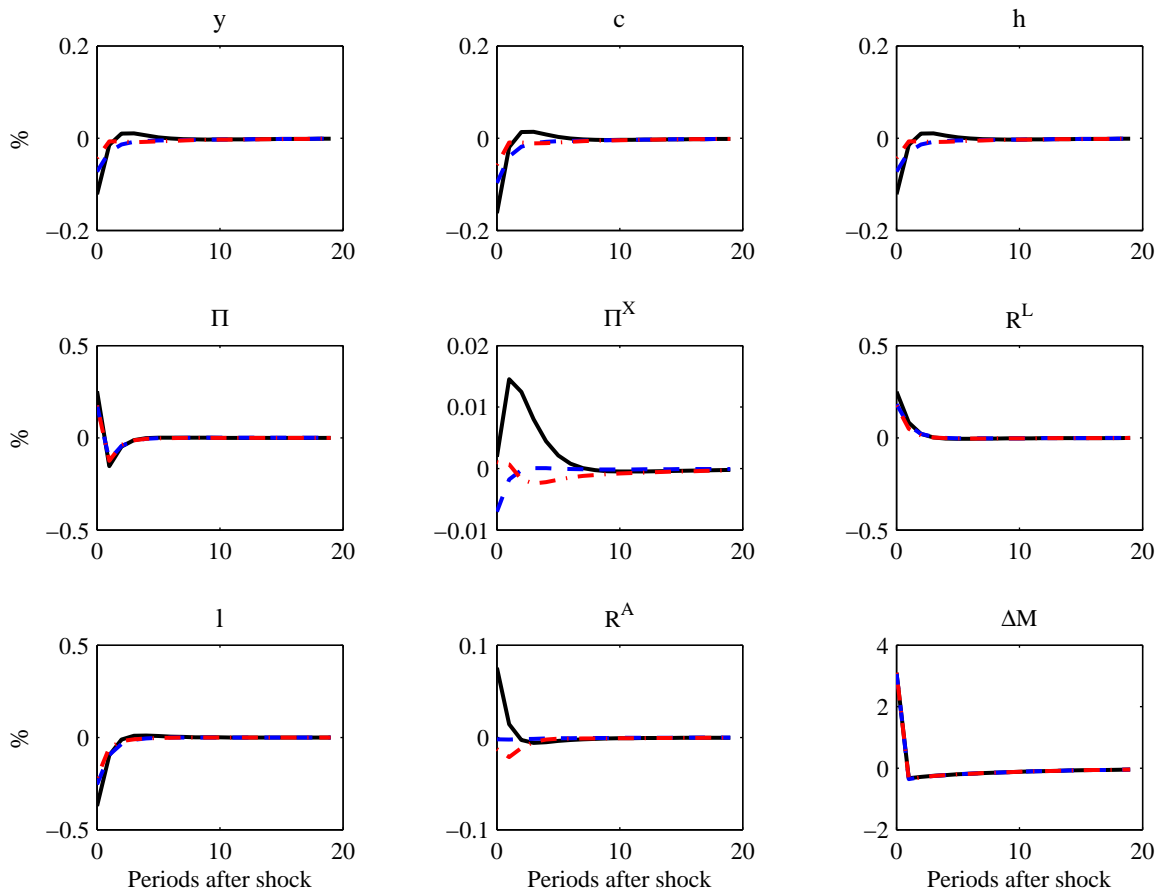 y c h
0.2 0.2 0.2
% 0 0 0
−0.2 −0.2 −0.2
0 10 20 0 10 20 0 10 20
Π Π^X R^L
0.5 0.02 0.5
0.01
% 0 0 0
−0.5 −0.01 −0.5
0 10 20 0 10 20 0 10 20
l R^A ΔM
0.5 0.1 4
2
% 0 0 0
−0.5 −0.1 −2
0 10 20 0 10 20 0 10 20
Periods after shock Periods after shock Periods after shock